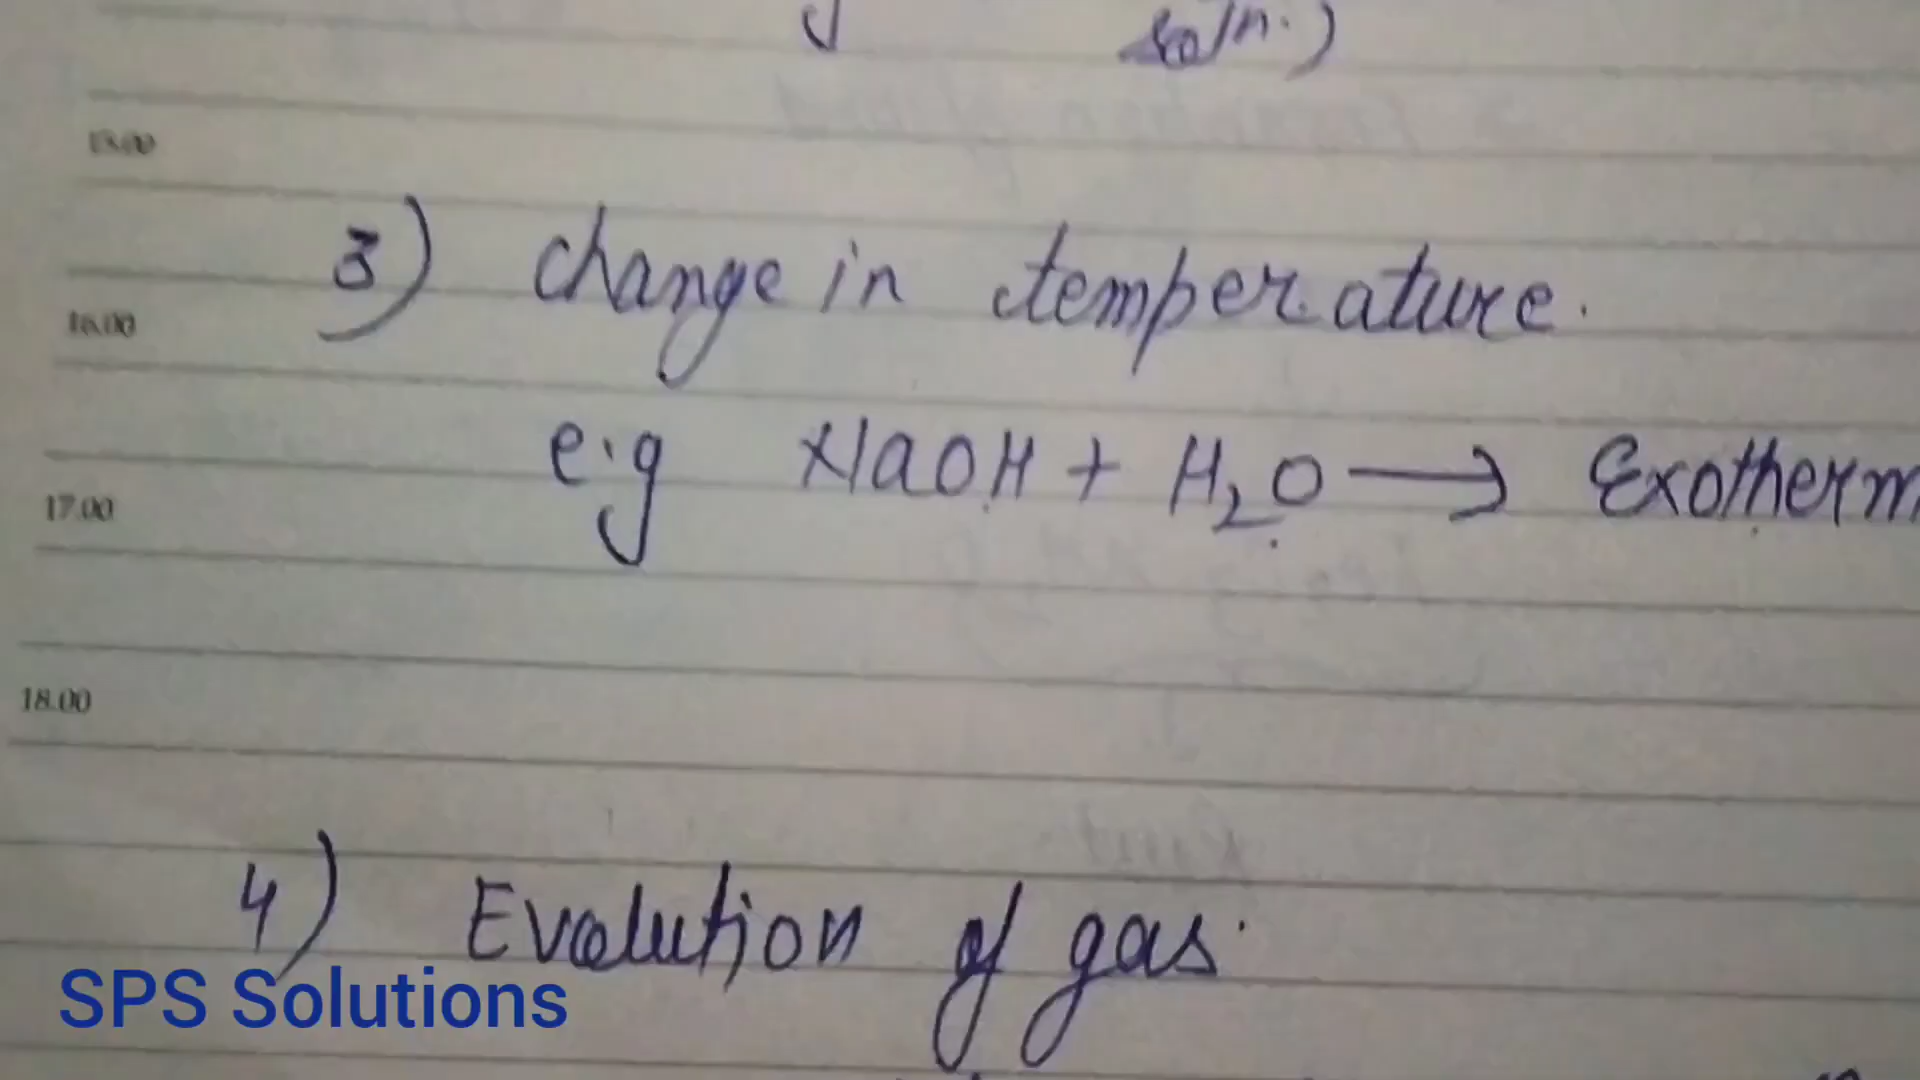 soln.)
15.00
3) change in temperature.
16.00
e.g NaOH + H₂O → Exotherm
17.00
18.00
4) Evolution of gas.
SPS Solutions